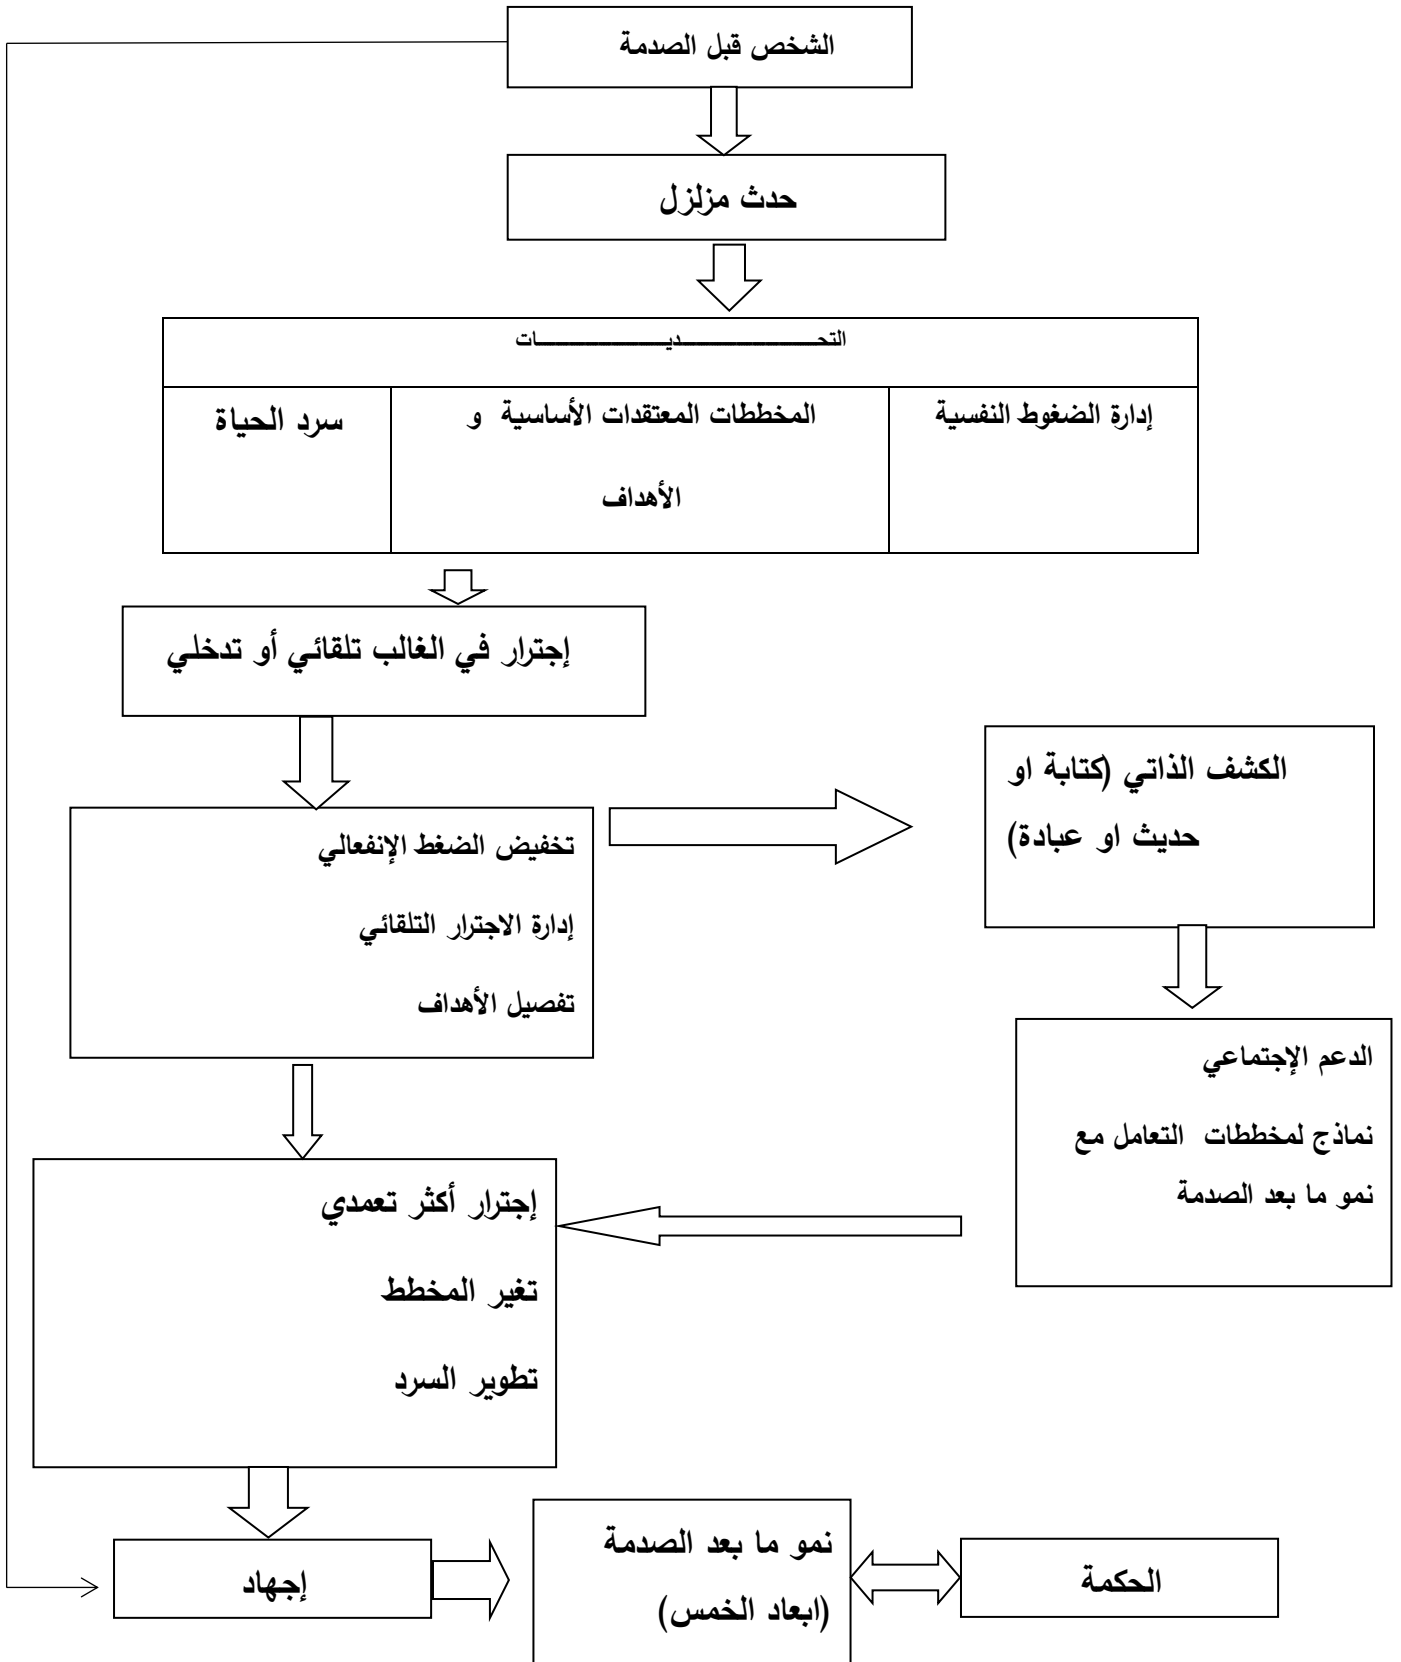 الشخص قبل الصدمة
حدث مزلزل
التحـــــــــديـــــــــات
إدارة الضغوط النفسية
المخططات المعتقدات الأساسية و
الأهداف
سرد الحياة
إجترار في الغالب تلقائي أو تدخلي
تخفيض الضغط الإنفعالي
إدارة الاجترار التلقائي
تفصيل الأهداف
الكشف الذاتي (كتابة او
حديث او عبادة)
الدعم الإجتماعي
نماذج لمخططات التعامل مع
نمو ما بعد الصدمة
إجترار أكثر تعمدي
تغير المخطط
تطوير السرد
إجهاد
نمو ما بعد الصدمة
(ابعاد الخمس)
الحكمة